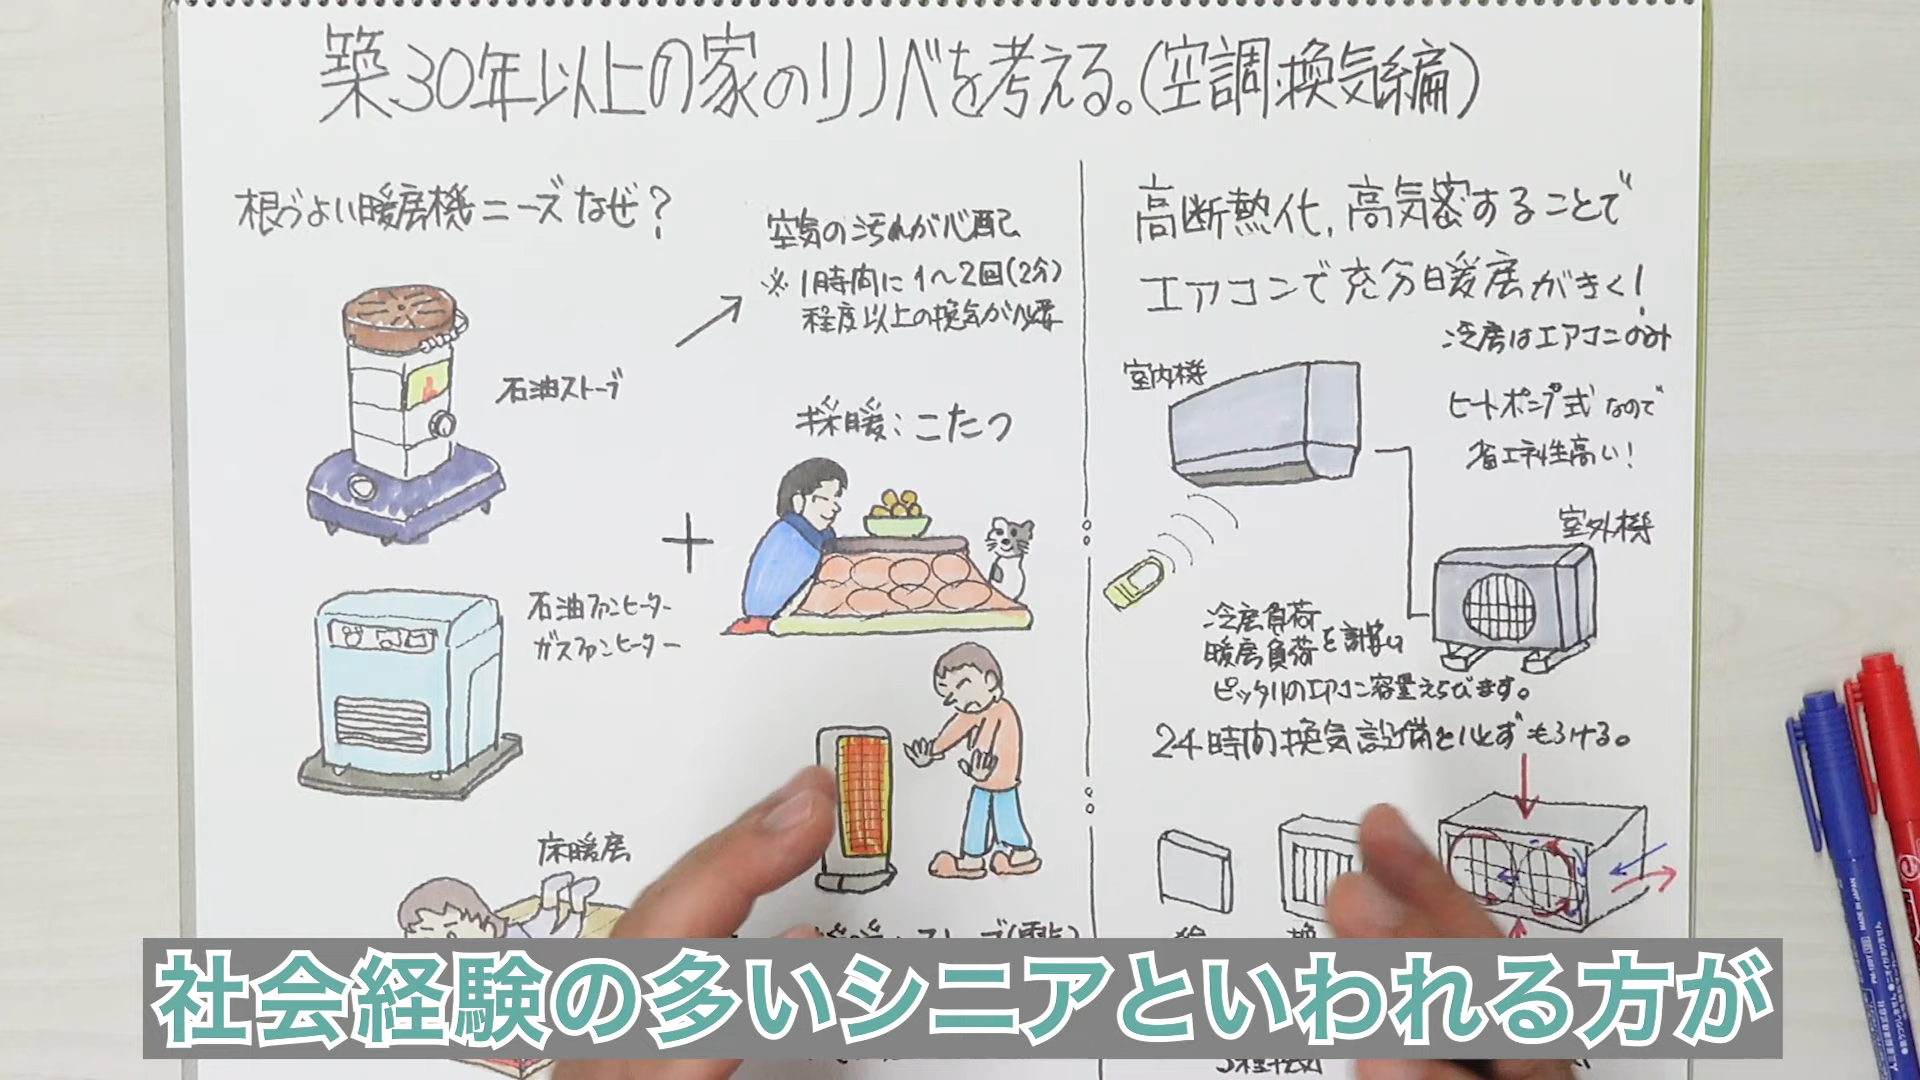 築30年以上の家のリノベを考える。(空調換気編)
根づよい暖房機ニーズなぜ?
石油ストーブ
石油ファンヒーター
ガスファンヒーター
床暖房
空気の汚れが心配
※1時間に1〜2回(2分)
程度以上の換気が必要
採暖:こたつ
高断熱化,高気密することで
エアコンで充分暖房がきく!
冷房はエアコンのみ
室内機
ヒートポンプ式なので
省エネ性高い!
室外機
冷房負荷
暖房負荷を計算し
ピッタリのエアコン容量えらびます。
24時間換気設備を必ずもうける。
社会経験の多いシニアといわれる方が